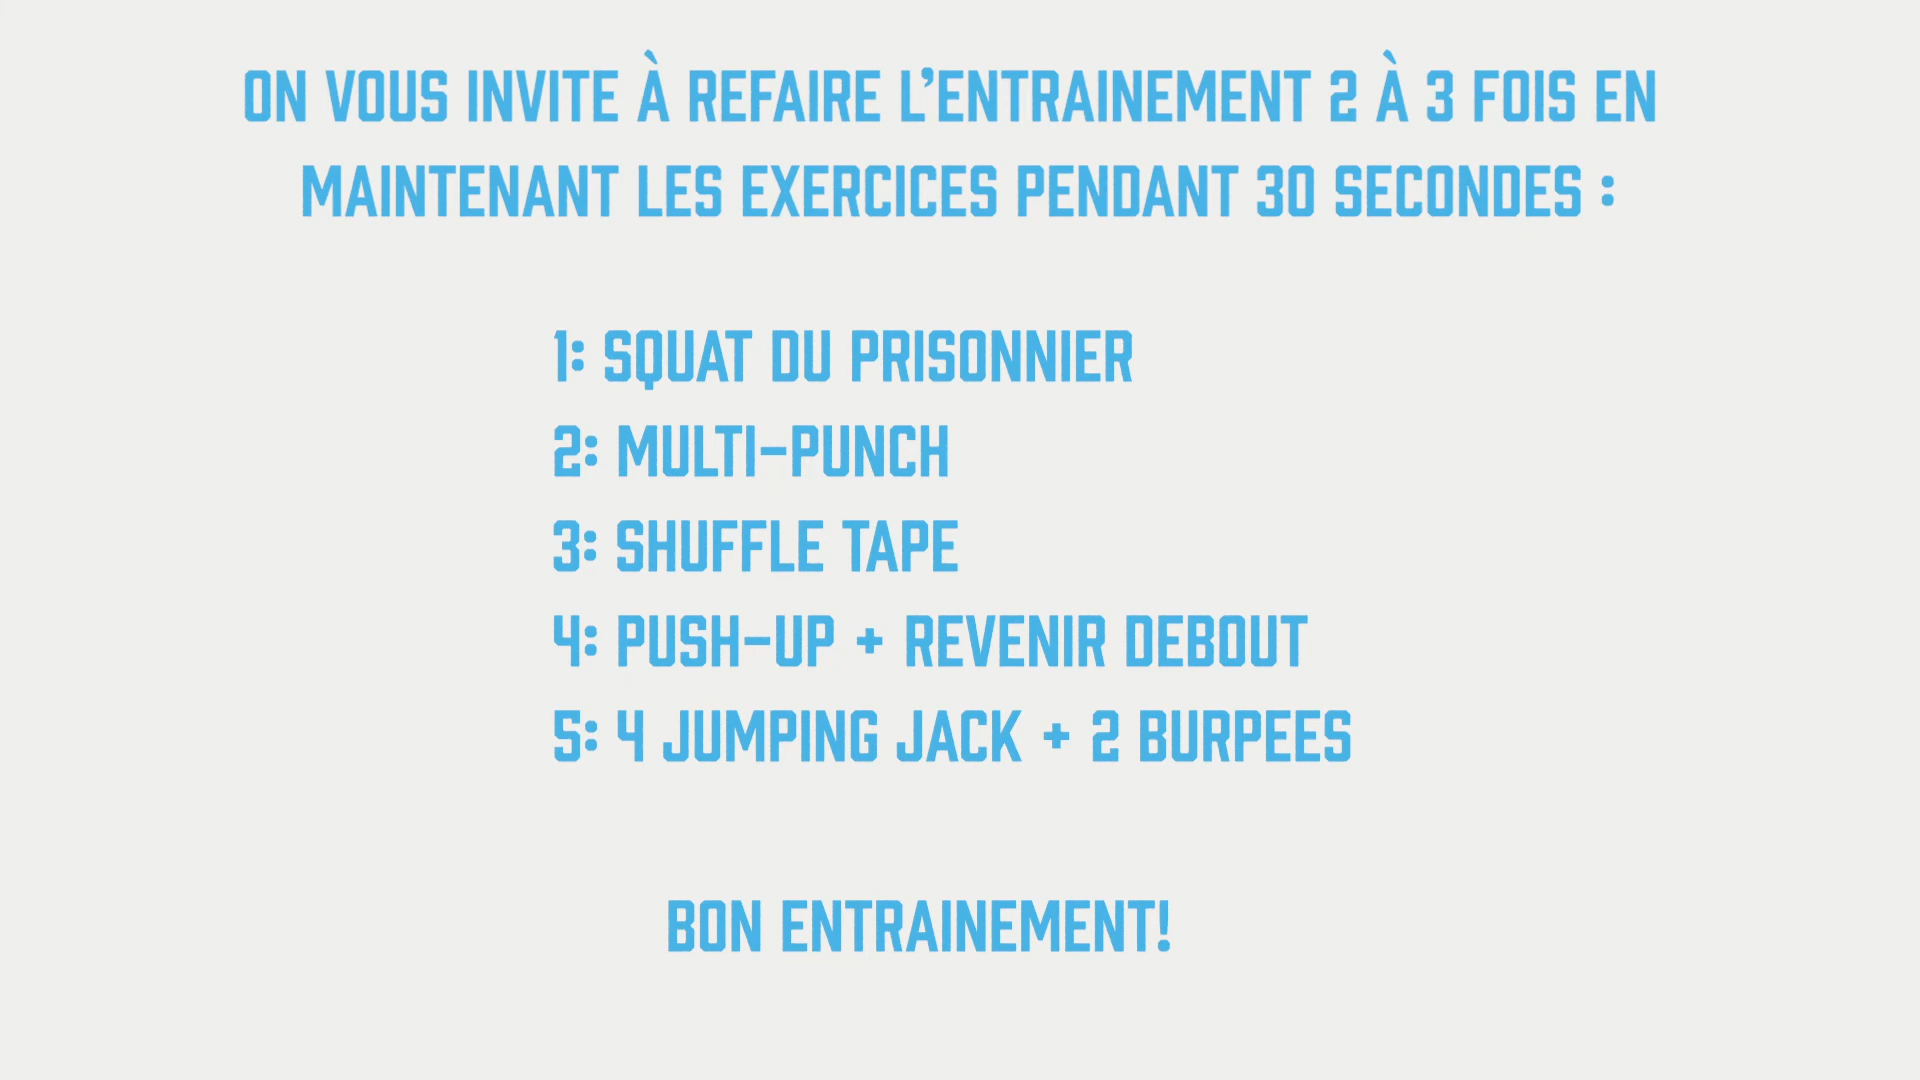 ON VOUS INVITE À REFAIRE L'ENTRAINEMENT 2 À 3 FOIS EN
MAINTENANT LES EXERCICES PENDANT 30 SECONDES :
1: SQUAT DU PRISONNIER
2: MULTI-PUNCH
3: SHUFFLE TAPE
4: PUSH-UP + REVENIR DEBOUT
5: 4 JUMPING JACK + 2 BURPEES
BON ENTRAINEMENT!